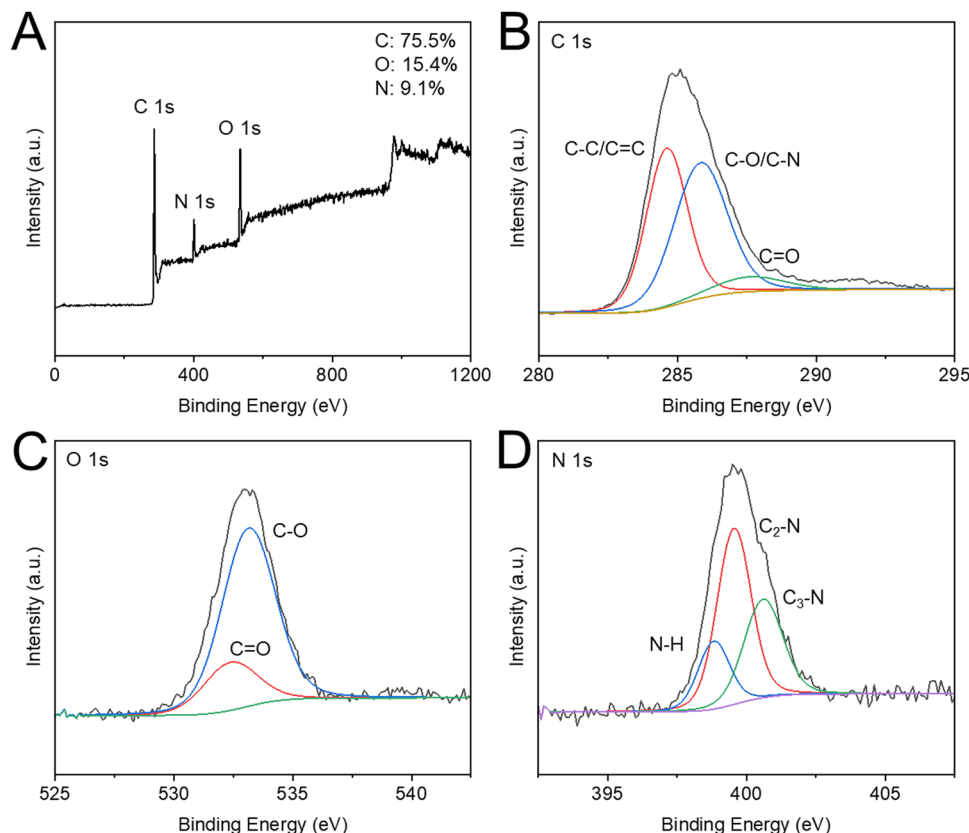 A
C: 75.5%
O: 15.4%
N: 9.1%
C 1s
O 1s
N 1s
Intensity (a.u.)
0
400
800
1200
Binding Energy (eV)
B
C 1s
C-C/C=C
C-O/C-N
C=O
Intensity (a.u.)
280
285
290
295
Binding Energy (eV)
C
O 1s
C-O
C=O
Intensity (a.u.)
525
530
535
540
Binding Energy (eV)
D
N 1s
C₂-N
C₃-N
N-H
Intensity (a.u.)
395
400
405
Binding Energy (eV)